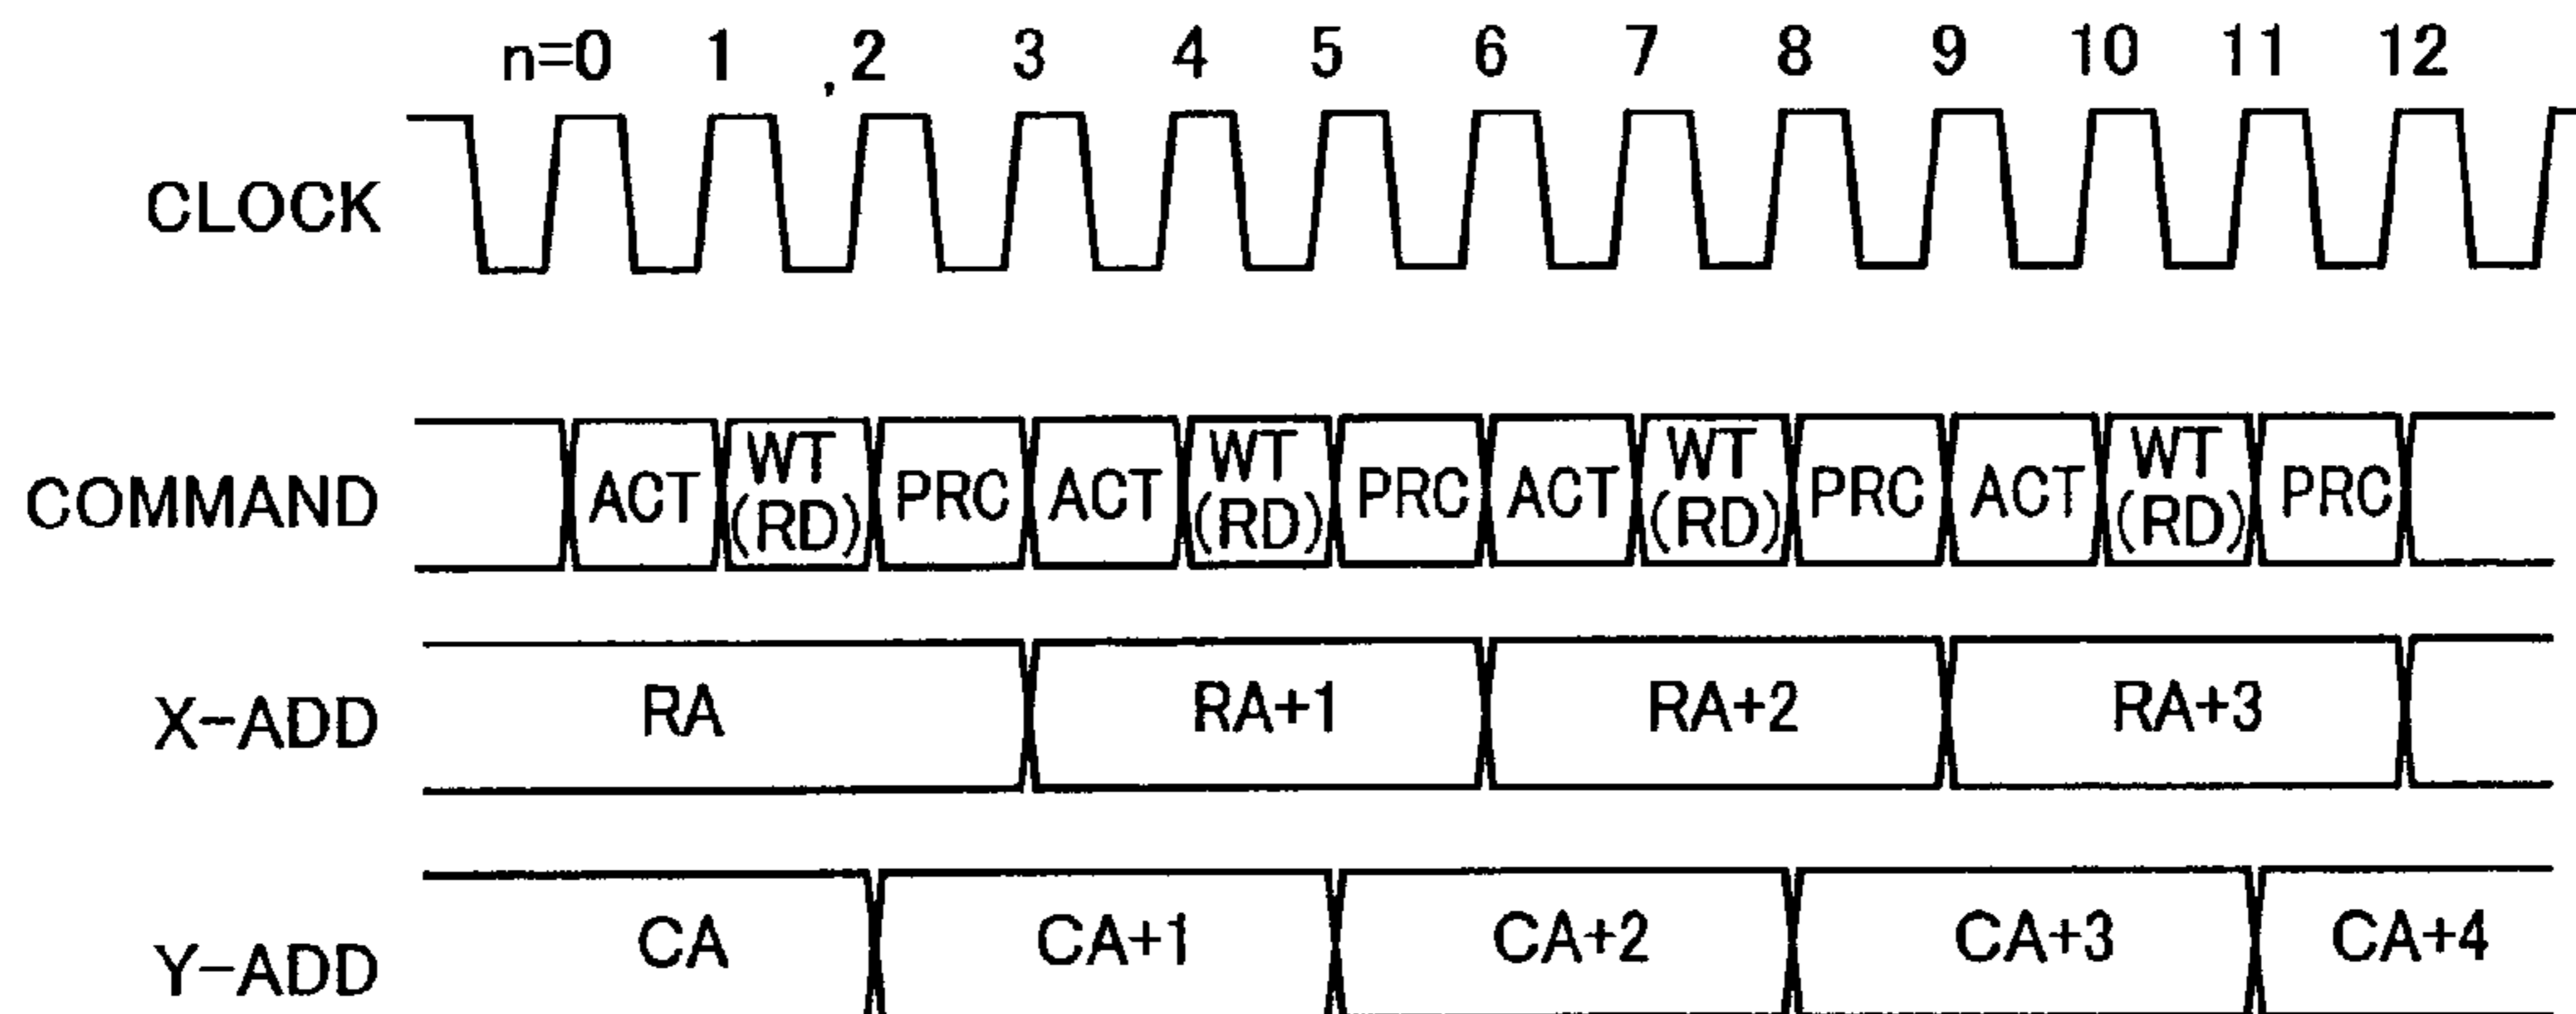 n=0 1 2 3 4 5 6 7 8 9 10 11 12
CLOCK
COMMAND ACT WT (RD) PRC ACT WT (RD) PRC ACT WT (RD) PRC ACT WT (RD) PRC
X-ADD RA RA+1 RA+2 RA+3
Y-ADD CA CA+1 CA+2 CA+3 CA+4